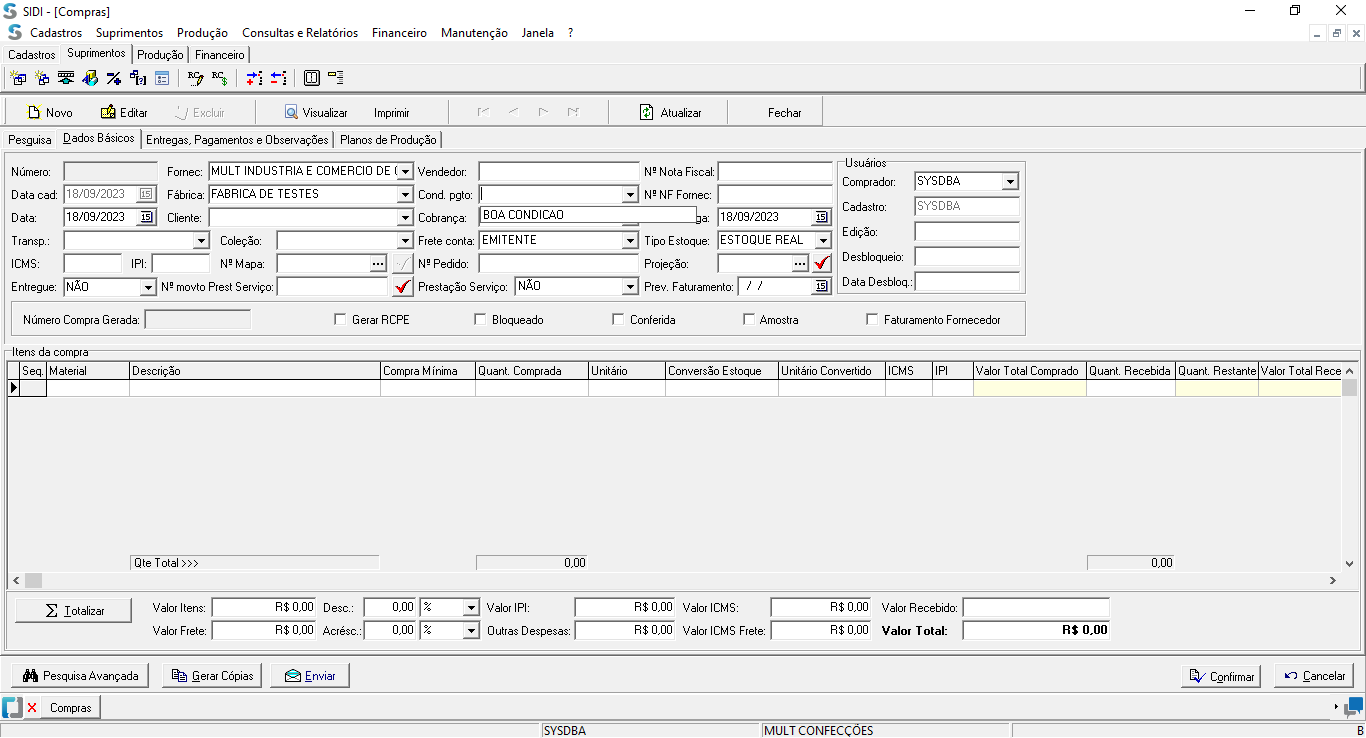 SIDI - [Compras]
Cadastros Suprimentos Produção Consultas e Relatórios Financeiro Manutenção Janela ?
Cadastros Suprimentos Produção Financeiro
Novo Editar Excluir Visualizar Imprimir Atualizar Fechar
Pesquisa Dados Básicos Entregas, Pagamentos e Observações Planos de Produção
Usuários
Número: Fornec: MULT INDUSTRIA E COMERCIO DE ( Vendedor: Nº Nota Fiscal:
Comprador: SYSDBA
Data cad: 18/09/2023 15 Fábrica: FABRICA DE TESTES Cond. pgto: Nº NF Fornec:
Cadastro: SYSDBA
Data: 18/09/2023 15 Cliente: Cobrança: BOA CONDICAO ga: 18/09/2023 15
Edição:
Transp.: Coleção: Frete conta: EMITENTE Tipo Estoque: ESTOQUE REAL
Desbloqueio:
ICMS: IPI: Nº Mapa: ... Nº Pedido: Projeção: ...
Data Desbloq.:
Entregue: NÃO Nº movto Prest Serviço: Prestação Serviço: NÃO Prev. Faturamento: / / 15
Número Compra Gerada: Gerar RCPE Bloqueado Conferida Amostra Faturamento Fornecedor
Itens da compra
Seq. Material Descrição Compra Mínima Quant. Comprada Unitário Conversão Estoque Unitário Convertido ICMS IPI Valor Total Comprado Quant. Recebida Quant. Restante Valor Total Rece
Qte Total >>> 0,00 0,00
Totalizar Valor Itens: R$ 0,00 Desc.: 0,00 % Valor IPI: R$ 0,00 Valor ICMS: R$ 0,00 Valor Recebido:
Valor Frete: R$ 0,00 Acrésc.: 0,00 % Outras Despesas: R$ 0,00 Valor ICMS Frete: R$ 0,00 Valor Total: R$ 0,00
Pesquisa Avançada Gerar Cópias Enviar Confirmar Cancelar
Compras
SYSDBA MULT CONFECÇÕES B